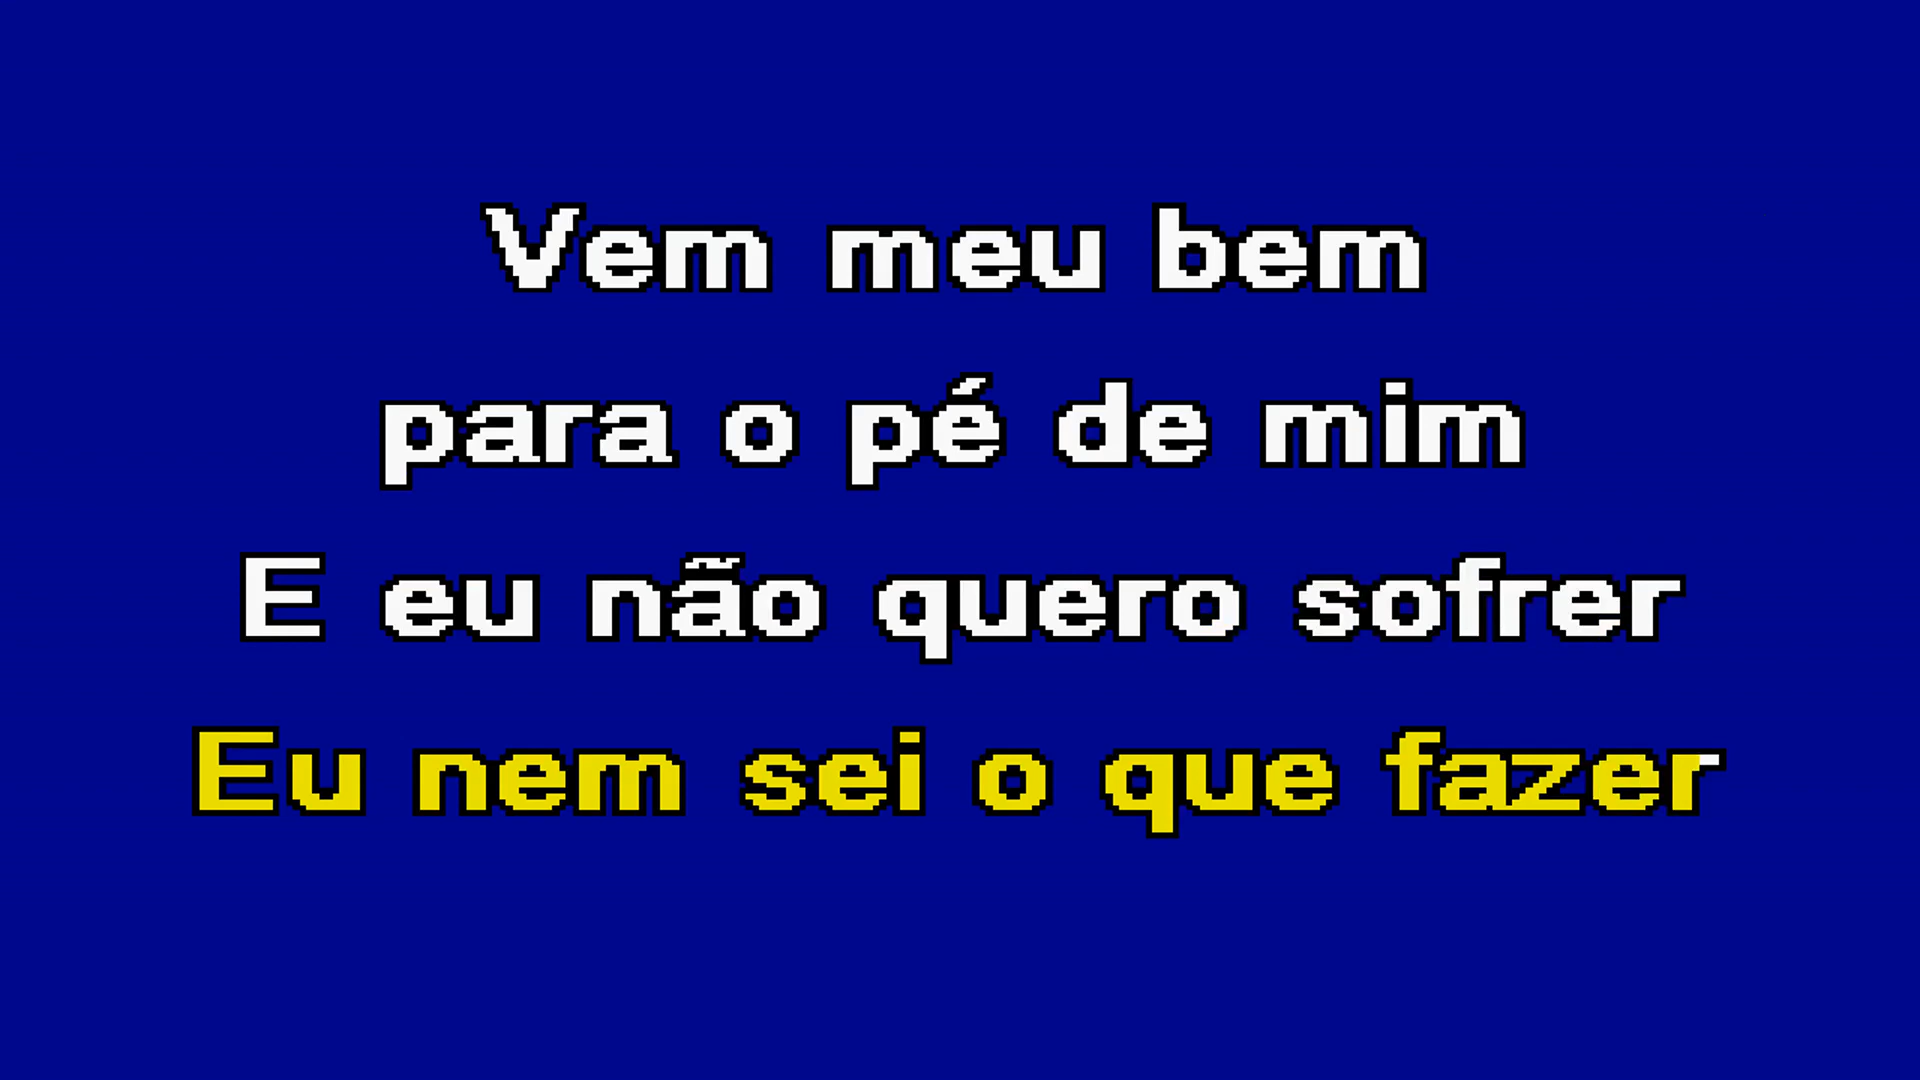 Vem meu bem
para o pé de mim
E eu não quero sofrer
Eu nem sei o que fazer